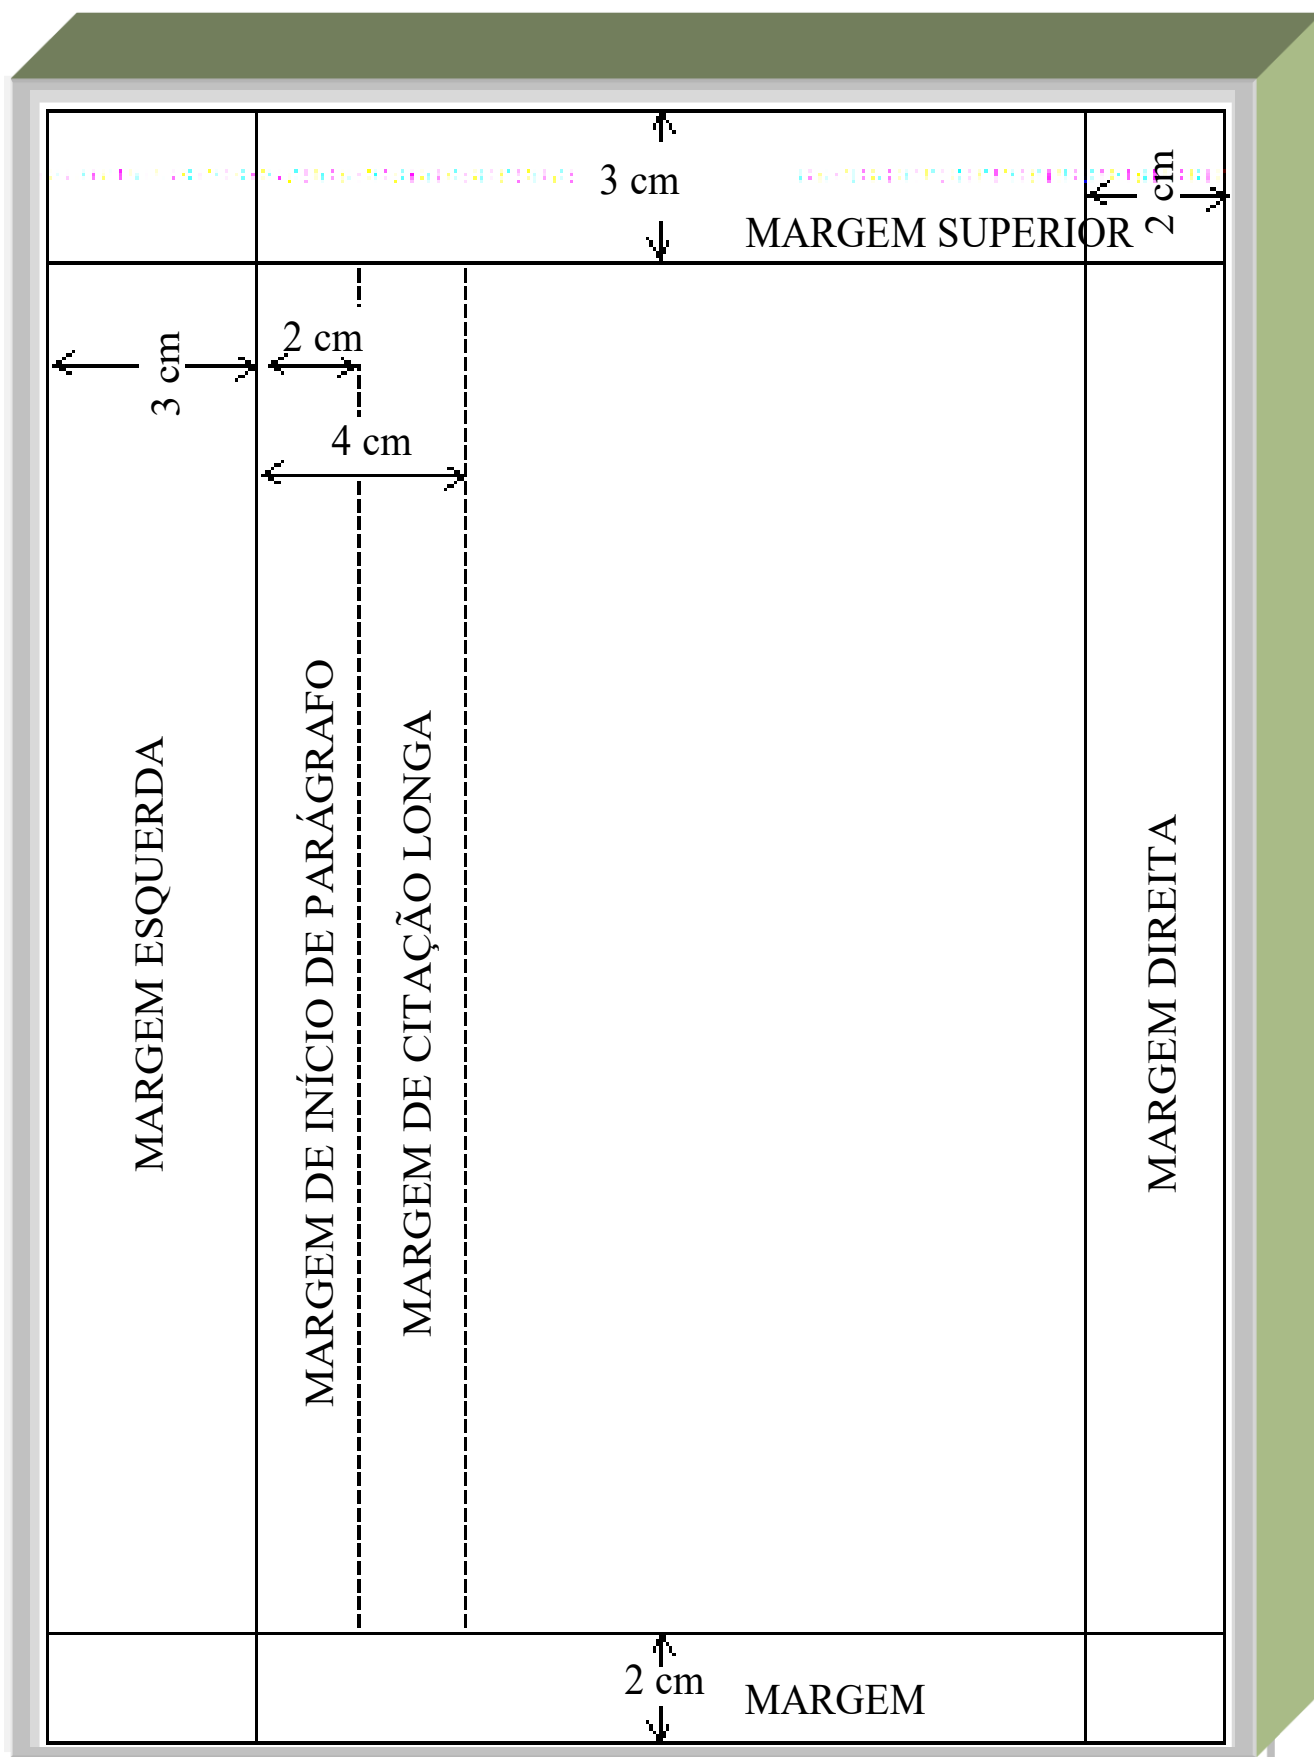 3 cm
2 cm
MARGEM SUPERIOR
2 cm
3 cm
4 cm
MARGEM ESQUERDA
MARGEM DE INÍCIO DE PARÁGRAFO
MARGEM DE CITAÇÃO LONGA
MARGEM DIREITA
2 cm
MARGEM